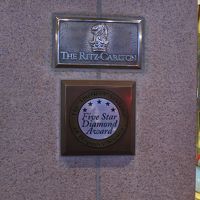 THE RITZ-CARLTON
Five Star
Diamond
Award